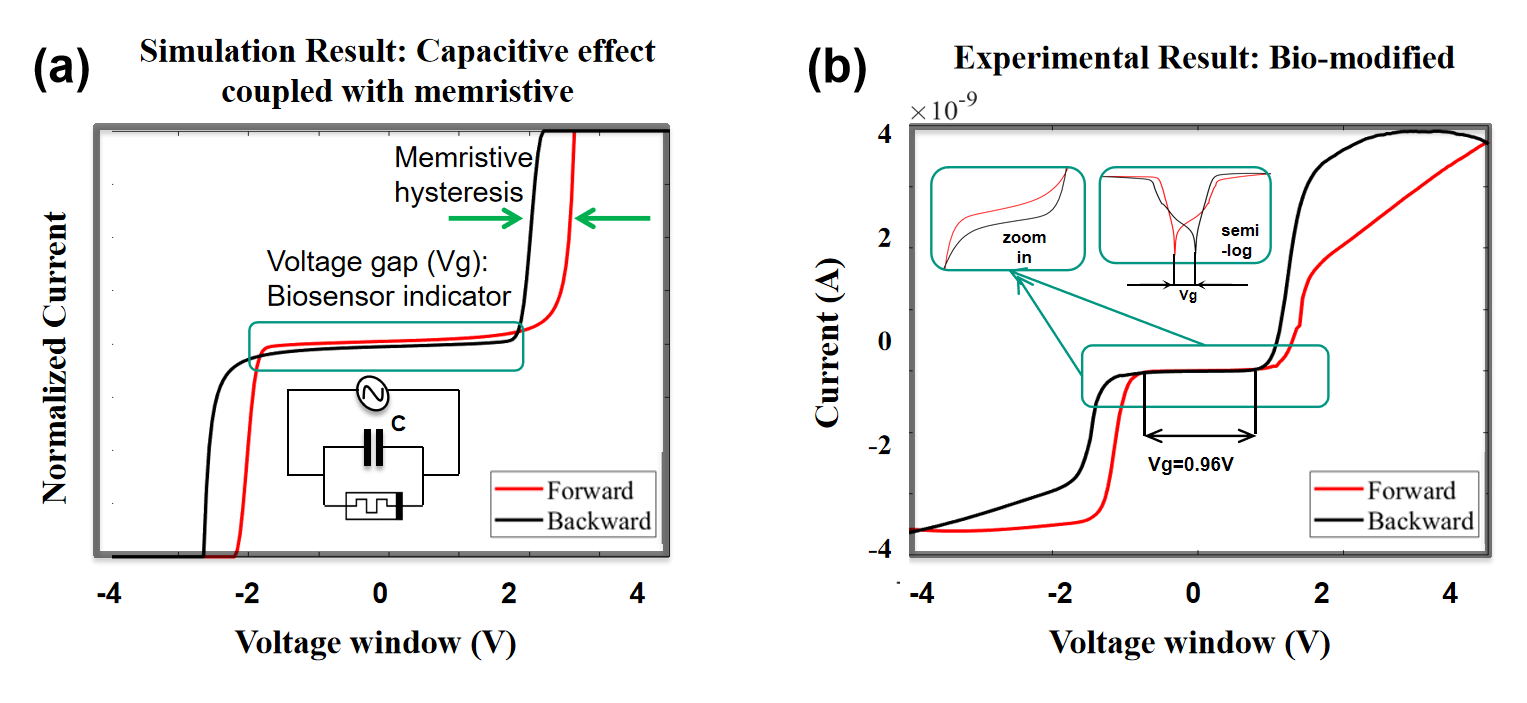 (a)
Simulation Result: Capacitive effect
coupled with memristive
Normalized Current
Memristive
hysteresis
Voltage gap (Vg):
Biosensor indicator
C
Forward
Backward
-4 -2 0 2 4
Voltage window (V)
(b)
Experimental Result: Bio-modified
×10-9
Current (A)
4
2
0
-2
-4
zoom
in
semi
-log
Vg
Vg=0.96V
Forward
Backward
-4 -2 0 2 4
Voltage window (V)